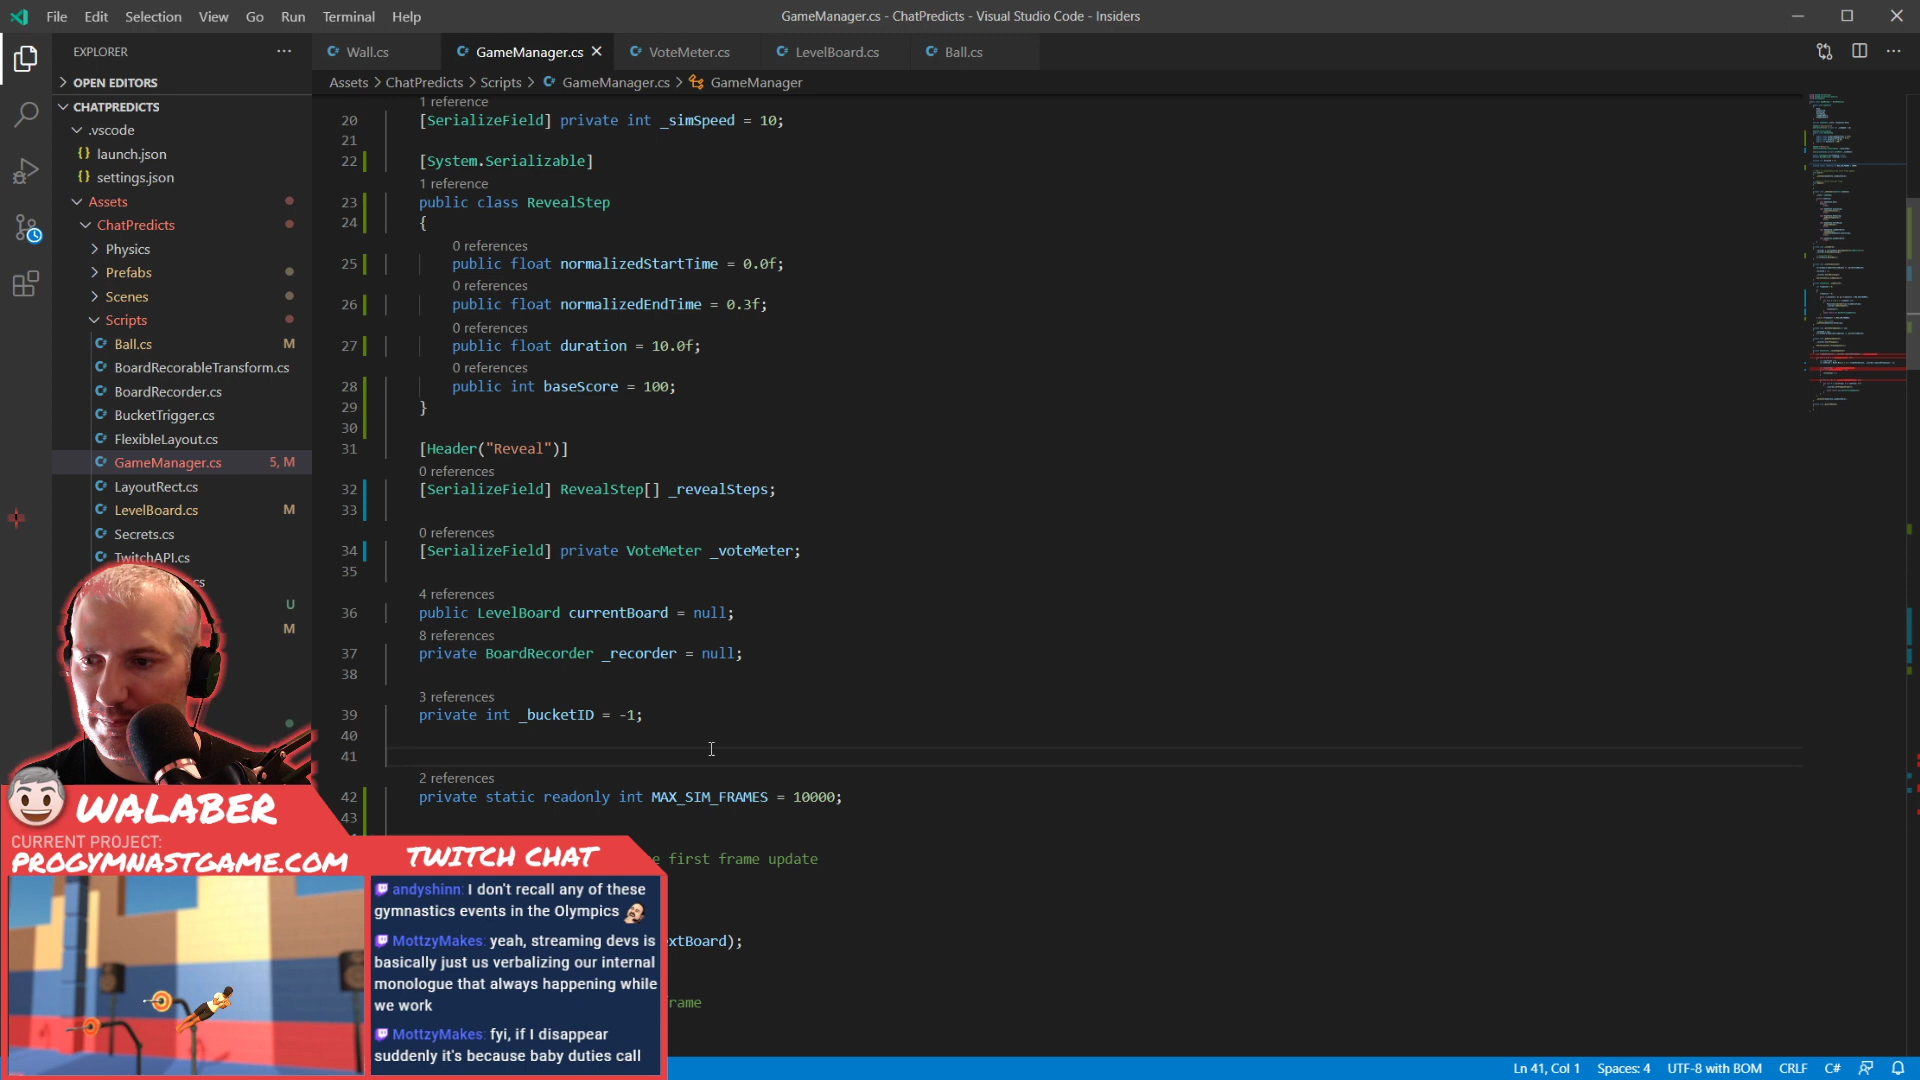 File Edit Selection View Go Run Terminal Help
GameManager.cs - ChatPredicts - Visual Studio Code - Insiders
EXPLORER
Wall.cs
GameManager.cs
VoteMeter.cs
LevelBoard.cs
Ball.cs
OPEN EDITORS
Assets > ChatPredicts > Scripts > GameManager.cs > GameManager
CHATPREDICTS
.vscode
launch.json
settings.json
Assets
ChatPredicts
Physics
Prefabs
Scenes
Scripts
Ball.cs M
BoardRecorableTransform.cs
BoardRecorder.cs
BucketTrigger.cs
FlexibleLayout.cs
GameManager.cs 5, M
LayoutRect.cs
LevelBoard.cs M
Secrets.cs
TwitchAPI.cs
cs
U
M
1 reference
20 [SerializeField] private int _simSpeed = 10;
21
22 [System.Serializable]
1 reference
23 public class RevealStep
24 {
0 references
25 public float normalizedStartTime = 0.0f;
0 references
26 public float normalizedEndTime = 0.3f;
0 references
27 public float duration = 10.0f;
0 references
28 public int baseScore = 100;
29 }
30
31 [Header("Reveal")]
0 references
32 [SerializeField] RevealStep[] _revealSteps;
33
0 references
34 [SerializeField] private VoteMeter _voteMeter;
35
4 references
36 public LevelBoard currentBoard = null;
8 references
37 private BoardRecorder _recorder = null;
38
3 references
39 private int _bucketID = -1;
40
41
2 references
42 private static readonly int MAX_SIM_FRAMES = 10000;
43
e first frame update
xtBoard);
rame
WALABER
CURRENT PROJECT:
PROGYMNASTGAME.COM
TWITCH CHAT
andyshinn: I don't recall any of these
gymnastics events in the Olympics
MottzyMakes: yeah, streaming devs is
basically just us verbalizing our internal
monologue that always happening while
we work
MottzyMakes: fyi, if I disappear
suddenly it's because baby duties call
Ln 41, Col 1 Spaces: 4 UTF-8 with BOM CRLF C#